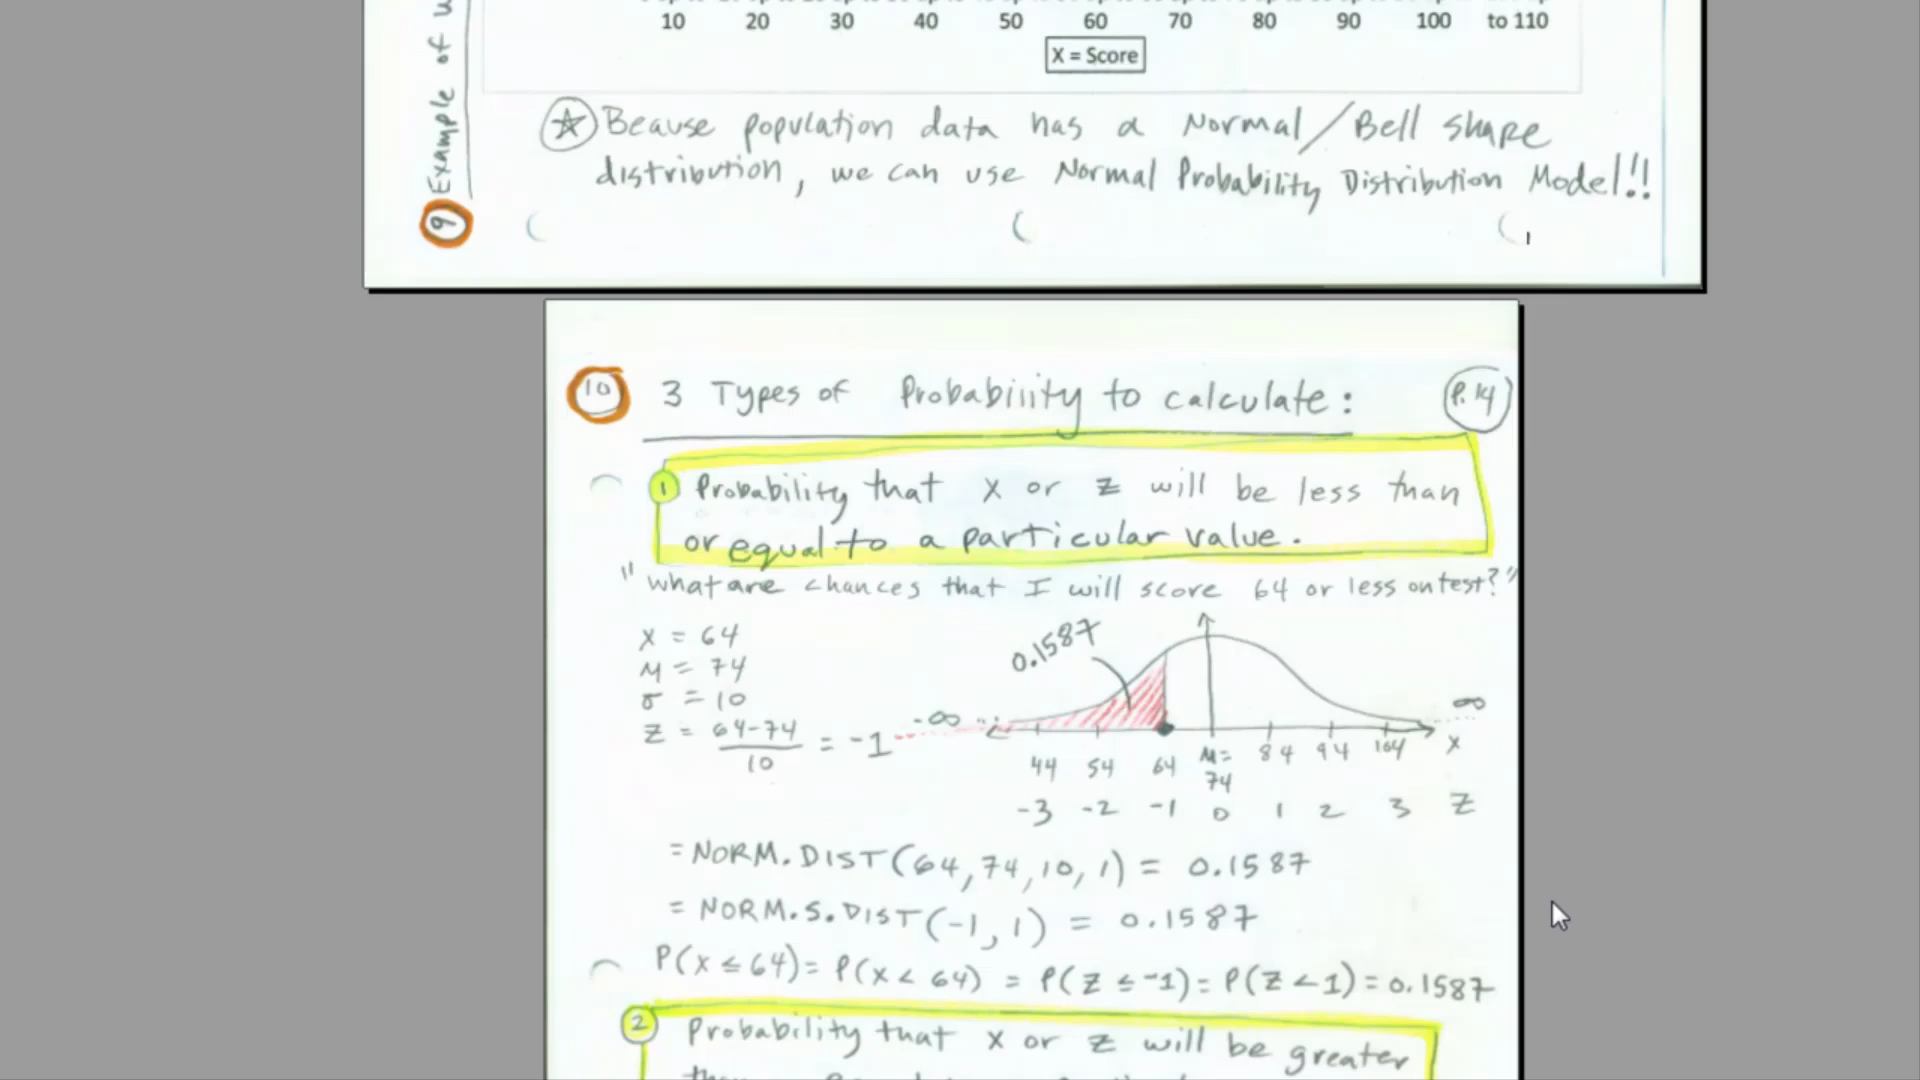 10 20 30 40 50 60 70 80 90 100 to 110
X = Score
Beause population data has a Normal/Bell shape
distribution, we can use Normal Probability Distribution Model!!
9 Example of
10 3 Types of Probability to calculate: P.14
1 Probability that X or Z will be less than
or equal to a particular value.
"what are chances that I will score 64 or less on test?"
X = 64
M = 74
σ = 10
Z = 64-74 / 10 = -1
0.1587
-∞ ∞
44 54 64 M= 74 84 94 104 X
-3 -2 -1 0 1 2 3 Z
= NORM.DIST(64,74,10,1) = 0.1587
= NORM.S.DIST(-1,1) = 0.1587
P(X ≤ 64) = P(X < 64) = P(Z ≤ -1) = P(Z < 1) = 0.1587
2 Probability that X or Z will be greater